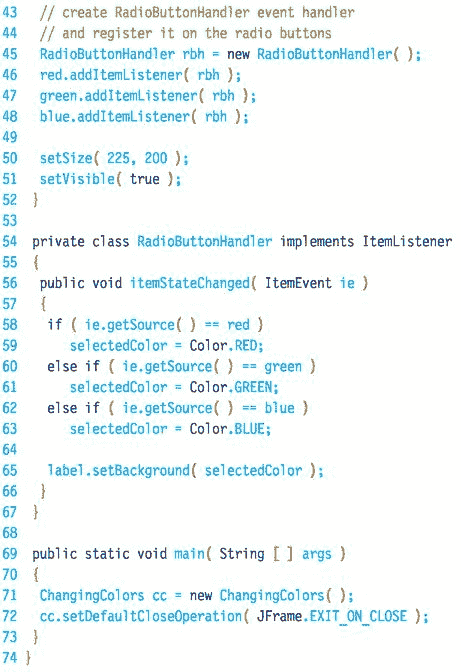 43 // create RadioButtonHandler event handler
44 // and register it on the radio buttons
45 RadioButtonHandler rbh = new RadioButtonHandler( );
46 red.addItemListener( rbh );
47 green.addItemListener( rbh );
48 blue.addItemListener( rbh );
49
50 setSize( 225, 200 );
51 setVisible( true );
52 }
53
54 private class RadioButtonHandler implements ItemListener
55 {
56 public void itemStateChanged( ItemEvent ie )
57 {
58 if ( ie.getSource( ) == red )
59 selectedColor = Color.RED;
60 else if ( ie.getSource( ) == green )
61 selectedColor = Color.GREEN;
62 else if ( ie.getSource( ) == blue )
63 selectedColor = Color.BLUE;
64
65 label.setBackground( selectedColor );
66 }
67 }
68
69 public static void main( String [ ] args )
70 {
71 ChangingColors cc = new ChangingColors( );
72 cc.setDefaultCloseOperation( JFrame.EXIT_ON_CLOSE );
73 }
74 }